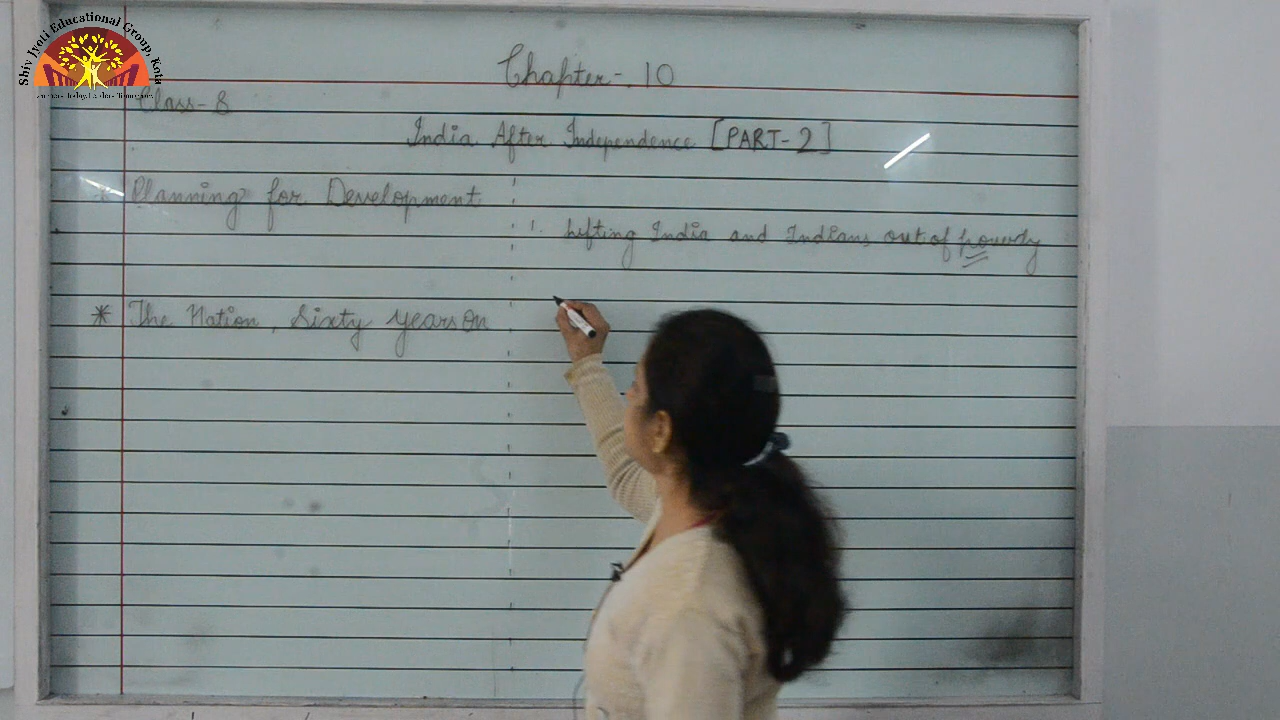 Shiv Jyoti Educational Group, Kota
Chapter-10
Class-8
India After Independence [PART-2]
* Planning for Development
1. Lifting India and Indians out of poverty
* The Nation, Sixty years On